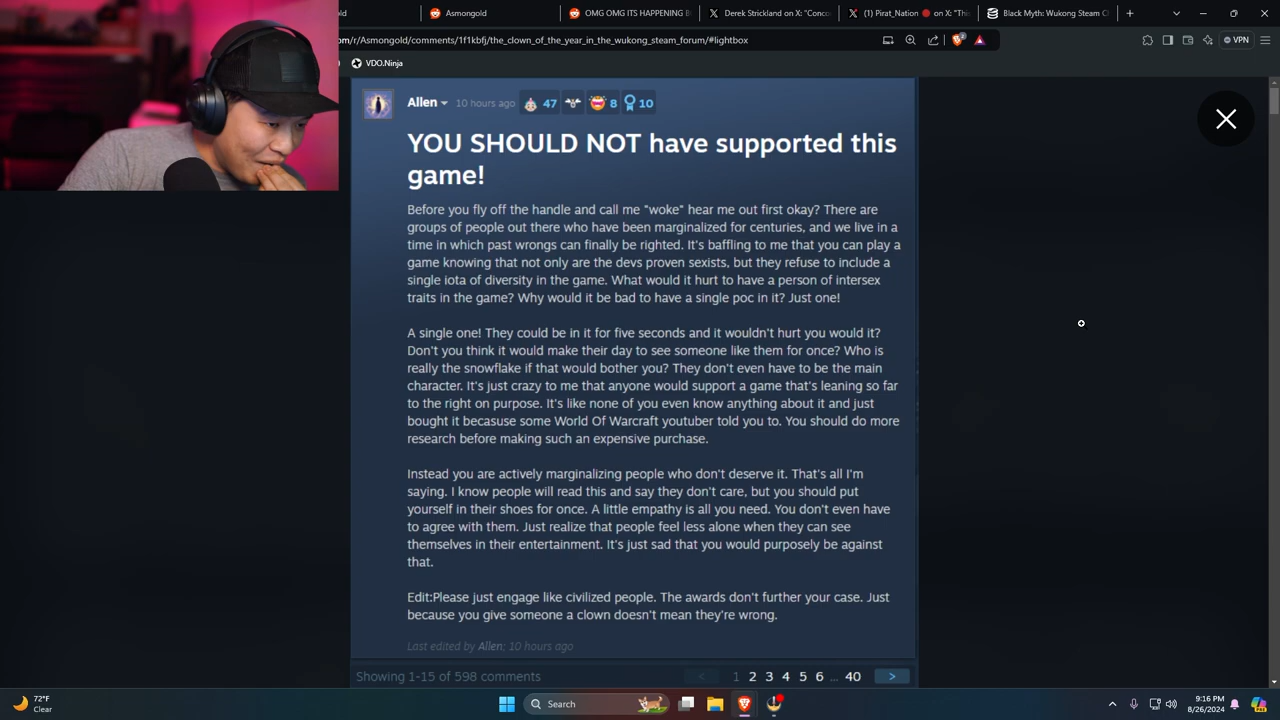 ld
Asmongold
OMG OMG ITS HAPPENING
Derek Strickland on X: "Conco
(1) Pirat_Nation 🔴 on X: "Thi
Black Myth: Wukong Steam C
om/r/Asmongold/comments/1f1kbfj/the_clown_of_the_year_in_the_wukong_steam_forum/#lightbox
VPN
VDO.Ninja
Allen 10 hours ago 47 8 10
YOU SHOULD NOT have supported this
game!
Before you fly off the handle and call me "woke" hear me out first okay? There are
groups of people out there who have been marginalized for centuries, and we live in a
time in which past wrongs can finally be righted. It's baffling to me that you can play a
game knowing that not only are the devs proven sexists, but they refuse to include a
single iota of diversity in the game. What would it hurt to have a person of intersex
traits in the game? Why would it be bad to have a single poc in it? Just one!
A single one! They could be in it for five seconds and it wouldn't hurt you would it?
Don't you think it would make their day to see someone like them for once? Who is
really the snowflake if that would bother you? They don't even have to be the main
character. It's just crazy to me that anyone would support a game that's leaning so far
to the right on purpose. It's like none of you even know anything about it and just
bought it becasuse some World Of Warcraft youtuber told you to. You should do more
research before making such an expensive purchase.
Instead you are actively marginalizing people who don't deserve it. That's all I'm
saying. I know people will read this and say they don't care, but you should put
yourself in their shoes for once. A little empathy is all you need. You don't even have
to agree with them. Just realize that people feel less alone when they can see
themselves in their entertainment. It's just sad that you would purposely be against
that.
Edit:Please just engage like civilized people. The awards don't further your case. Just
because you give someone a clown doesn't mean they're wrong.
Last edited by Allen; 10 hours ago
Showing 1-15 of 598 comments
< 1 2 3 4 5 6 ... 40 >
72°F
Clear
Search
9:16 PM
8/26/2024